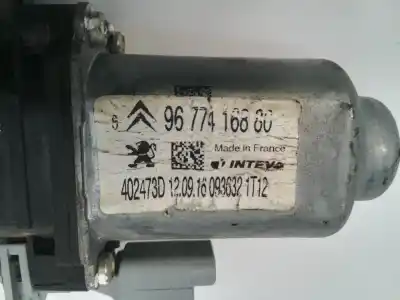 96 774 168 80
Made in France
INTEVA
402473D 12.09.16 093632 1T12